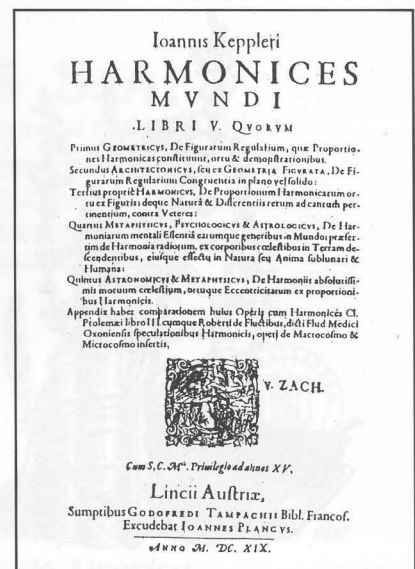 Ioannis Keppleri
HARMONICES
MVNDI
LIBRI V. QVORVM
Primus GEOMETRICVS, De Figurarum Regularium, quæ Proportio-
nes Harmonicas constituunt, ortu & demonstrationibus.
Secundus ARCHITECTONICVS, seu ex GEOMETRIA FIGVRATA, De Fi-
gurarum Regularium Congruentia in plano vel solido:
Tertius propriè HARMONICVS, De Proportionum Harmonicarum or-
tu ex Figuris; deque Naturâ & Differentiis rerum ad cantum per-
tinentium, contra Veteres:
Quartus METAPHYSICVS, PSYCHOLOGICVS & ASTROLOGICVS, De Har-
moniarum mentali Essentiâ earumque generibus in Mundo; præser-
tim de Harmonia radiorum, ex corporibus cœlestibus in Terram de-
scendentibus, eiusque effectu in Natura seu Anima sublunari &
Humana:
Quintus ASTRONOMICVS & METAPHYSICVS, De Harmoniis absolutissi-
mis motuum cœlestium, ortuque Eccentricitatum ex proportioni-
bus Harmonicis.
Appendix habet comparationem huius Operis cum Harmonices Cl.
Ptolemæi libro III. cumque Roberti de Fluctibus, dicti Flud Medici
Oxoniensis speculationibus Harmonicis, operi de Macrocosmo &
Microcosmo insertis.
V. ZACH.
Cum S. C. Mtis. Priuilegio ad annos XV.
Lincii Austriæ,
Sumptibus GODOFREDI TAMPACHII Bibl. Francof.
Excudebat IOANNES PLANCVS.
ANNO M. DC. XIX.